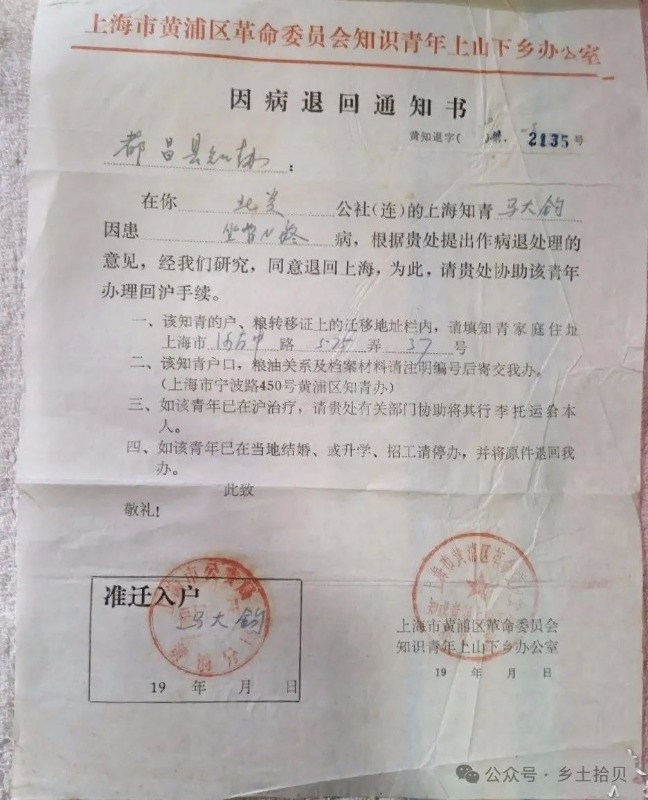 上海市黄浦区革命委员会知识青年上山下乡办公室
因病退回通知书
黄知退字( ) 2135号
都昌县知办：
在你 北炎 公社(连)的上海知青 马大钧
因患 病，根据贵处提出作病退处理的
意见，经我们研究，同意退回上海，为此，请贵处协助该青年
办理回沪手续。
一、该知青的户、粮转移证上的迁移地址栏内，请填知青家庭住址
上海市 路 525 弄 37 号
二、该知青户口，粮油关系及档案材料请注明编号后寄交我办。
(上海市宁波路450号黄浦区知青办)
三、如该青年已在沪治疗，请贵处有关部门协助将其行李托运给本
人。
四、如该青年已在当地结婚、或升学、招工请停办，并将原件退回我
办。
此致
敬礼！
准迁入户
马大钧
19 年 月 日
上海市黄浦区革命委员会
知识青年上山下乡办公室
19 年 月 日
上海市公安局
公众号·乡土拾贝